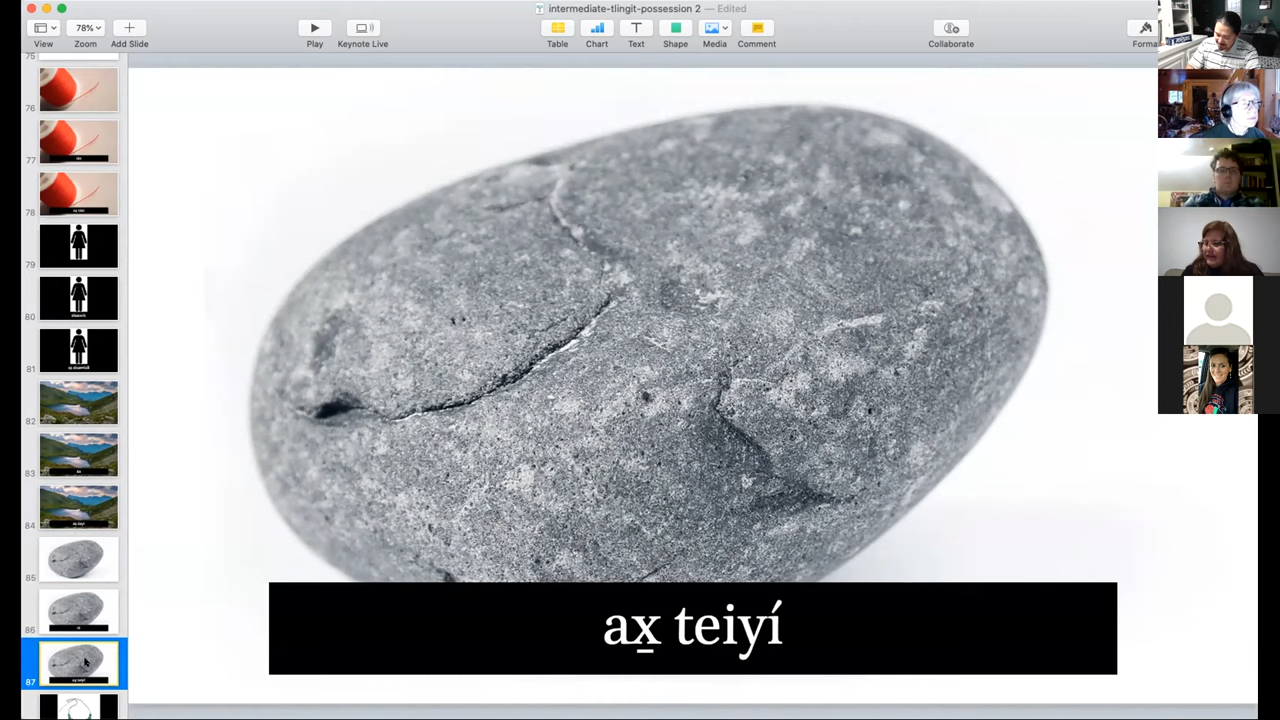 intermediate-tlingit-possession 2 — Edited
78%
View
Zoom
Add Slide
Play
Keynote Live
Table
Chart
Text
Shape
Media
Comment
Collaborate
75
76
77
78
79
80
81
82
83
84
85
86
87
ax̱ teiyí